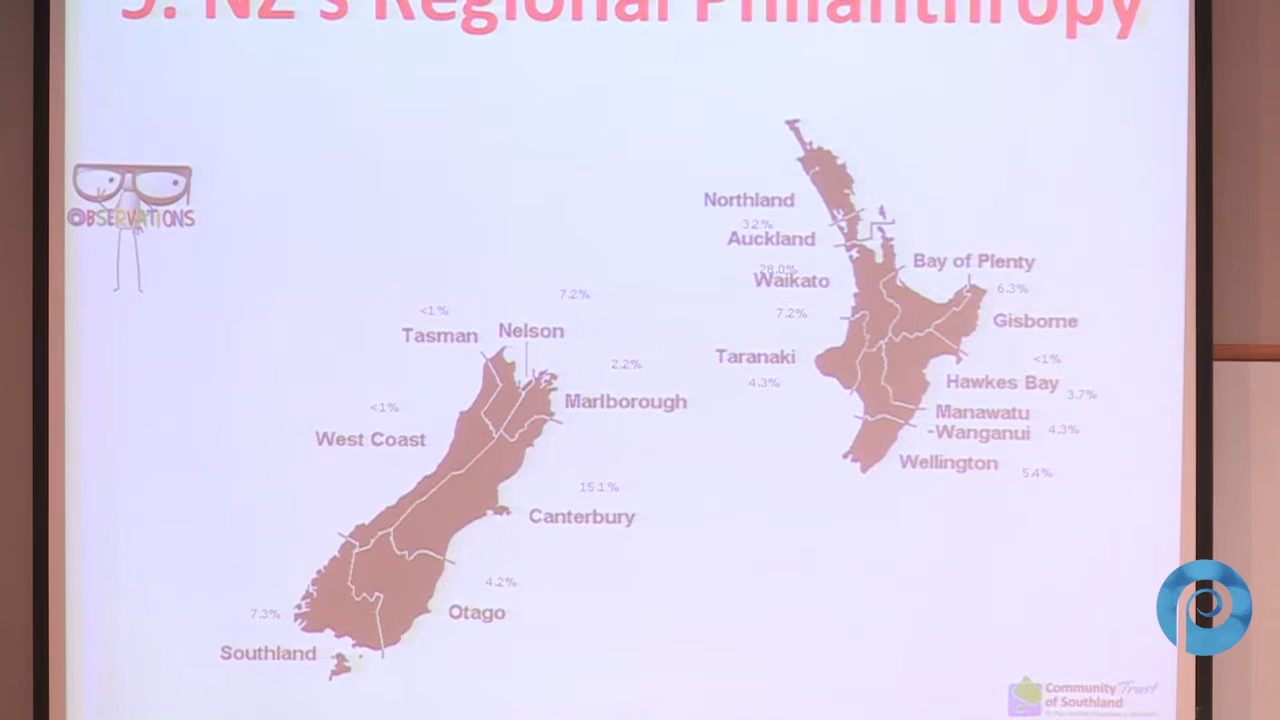 5. NZ's Regional Philanthropy
OBSERVATIONS
Northland
3.2%
Auckland
28.0%
Waikato
7.2%
Taranaki
4.3%
Bay of Plenty
6.3%
Gisborne
<1%
Hawkes Bay
3.7%
Manawatu
-Wanganui
4.3%
Wellington
5.4%
7.2%
<1%
Tasman
Nelson
2.2%
Marlborough
<1%
West Coast
15.1%
Canterbury
4.2%
Otago
7.3%
Southland
Community Trust
of Southland